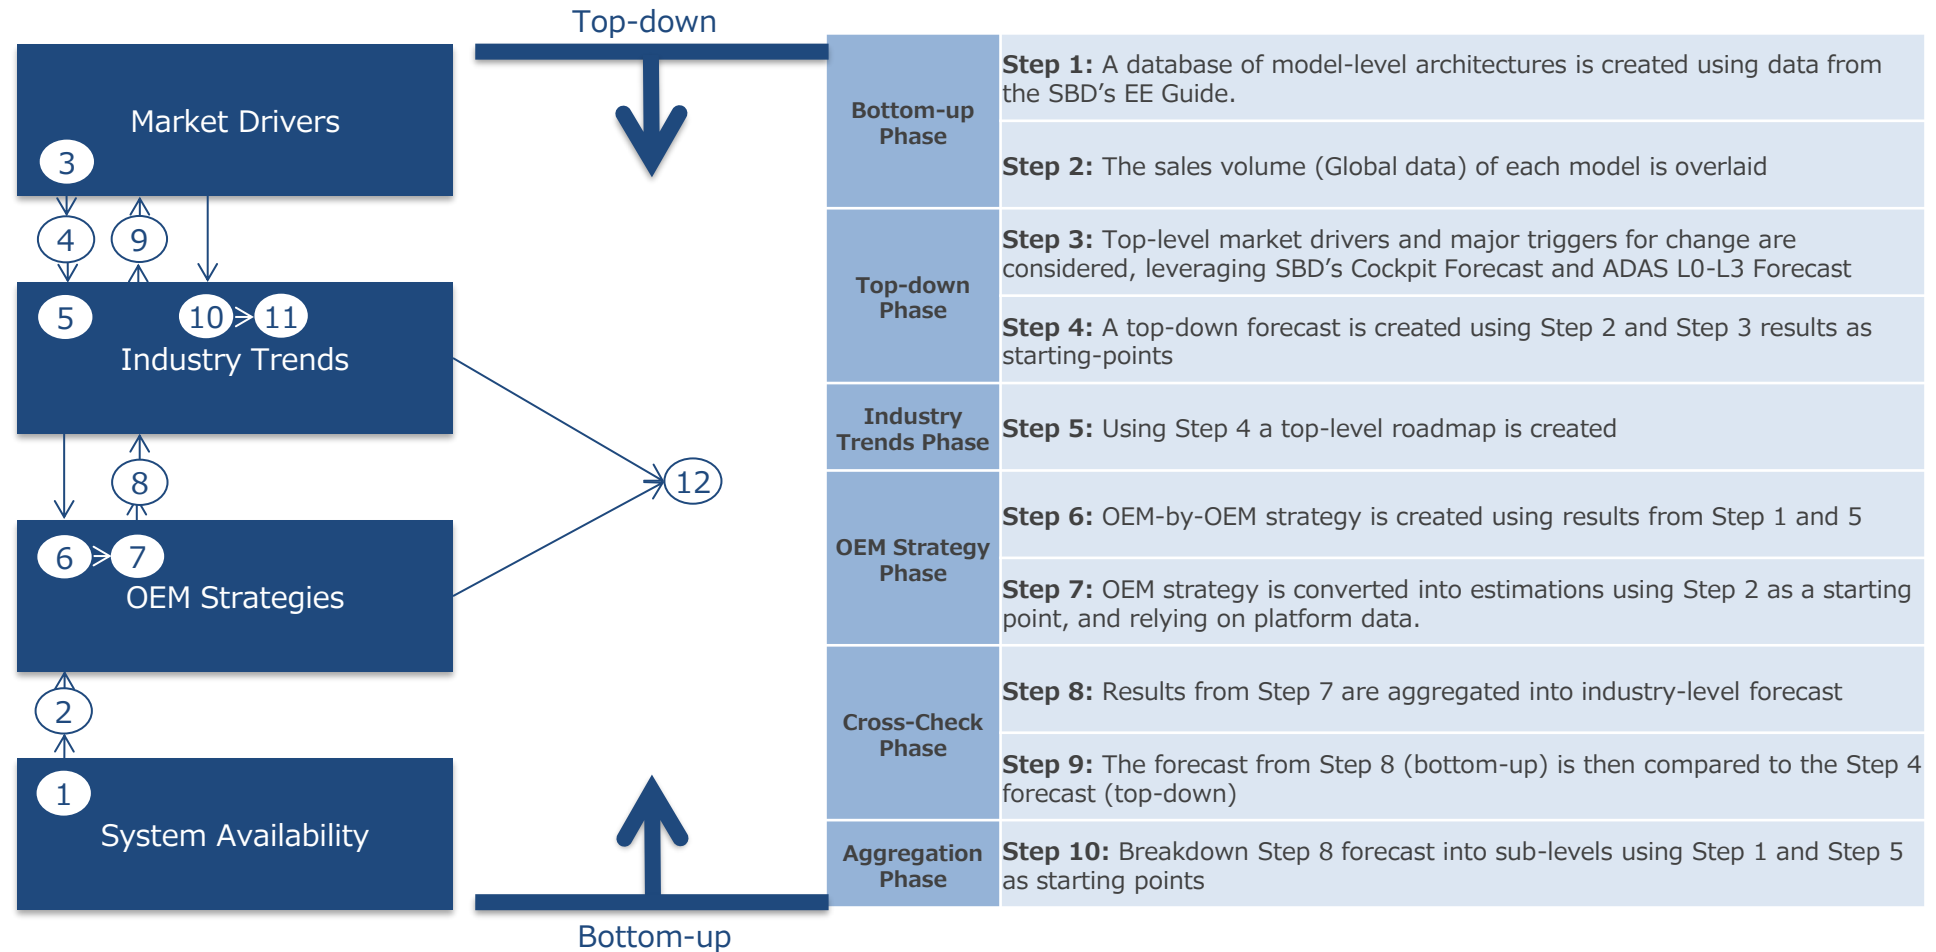 Top-down
Market Drivers
3
4
9
5
10
11
Industry Trends
8
12
6
7
OEM Strategies
2
1
System Availability
Bottom-up
Bottom-up
Phase
Step 1: A database of model-level architectures is created using data from
the SBD’s EE Guide.
Step 2: The sales volume (Global data) of each model is overlaid
Top-down
Phase
Step 3: Top-level market drivers and major triggers for change are
considered, leveraging SBD’s Cockpit Forecast and ADAS L0-L3 Forecast
Step 4: A top-down forecast is created using Step 2 and Step 3 results as
starting-points
Industry
Trends Phase
Step 5: Using Step 4 a top-level roadmap is created
OEM Strategy
Phase
Step 6: OEM-by-OEM strategy is created using results from Step 1 and 5
Step 7: OEM strategy is converted into estimations using Step 2 as a starting
point, and relying on platform data.
Cross-Check
Phase
Step 8: Results from Step 7 are aggregated into industry-level forecast
Step 9: The forecast from Step 8 (bottom-up) is then compared to the Step 4
forecast (top-down)
Aggregation
Phase
Step 10: Breakdown Step 8 forecast into sub-levels using Step 1 and Step 5
as starting points